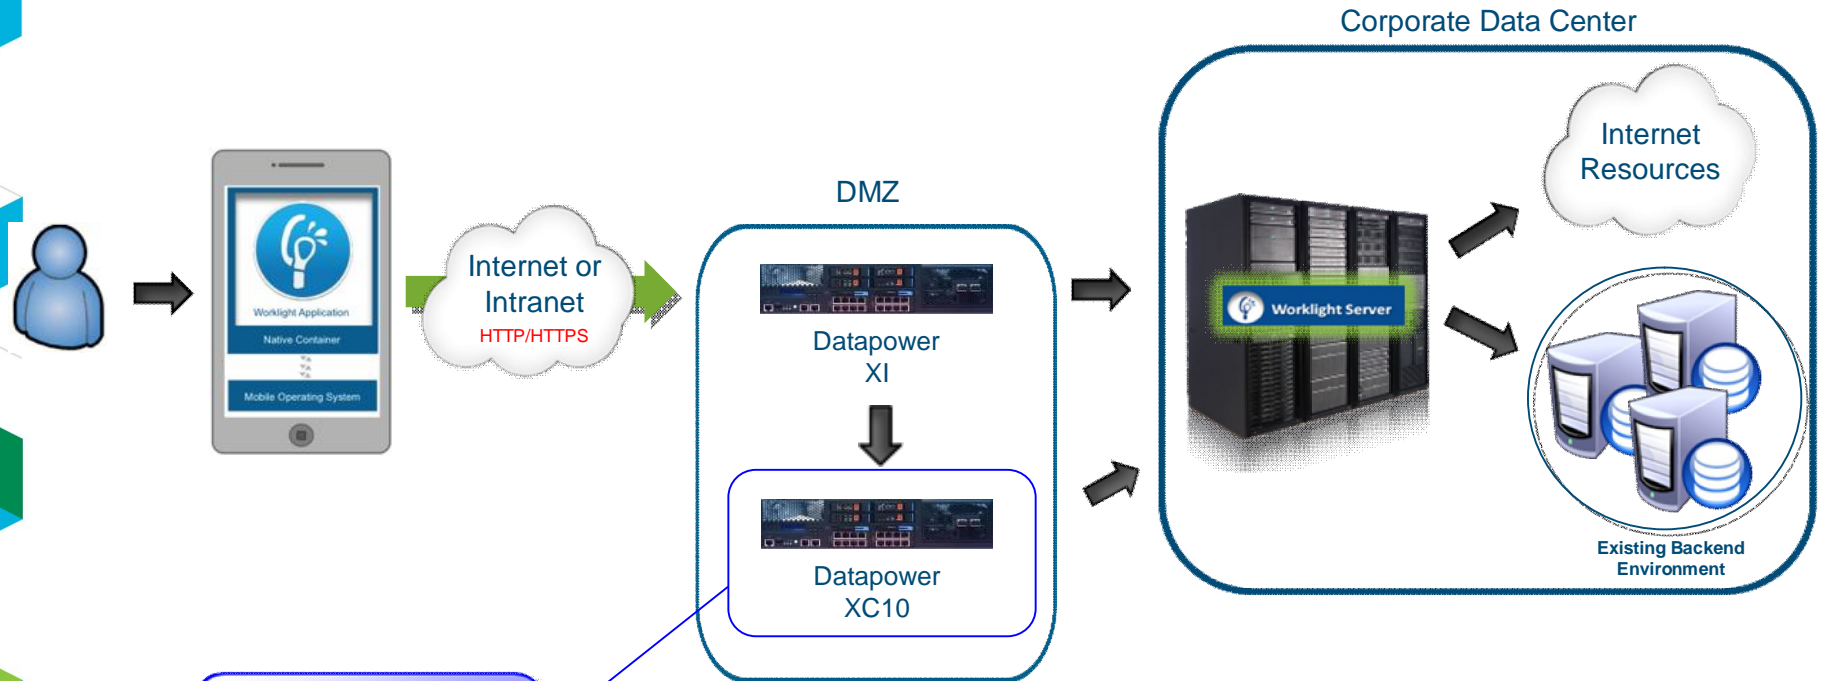 Corporate Data Center
Internet
Resources
DMZ
Internet or
Intranet
HTTP/HTTPS
Worklight Application
Native Container
Mobile Operating System
Datapower
XI
Worklight Server
Datapower
XC10
Existing Backend
Environment